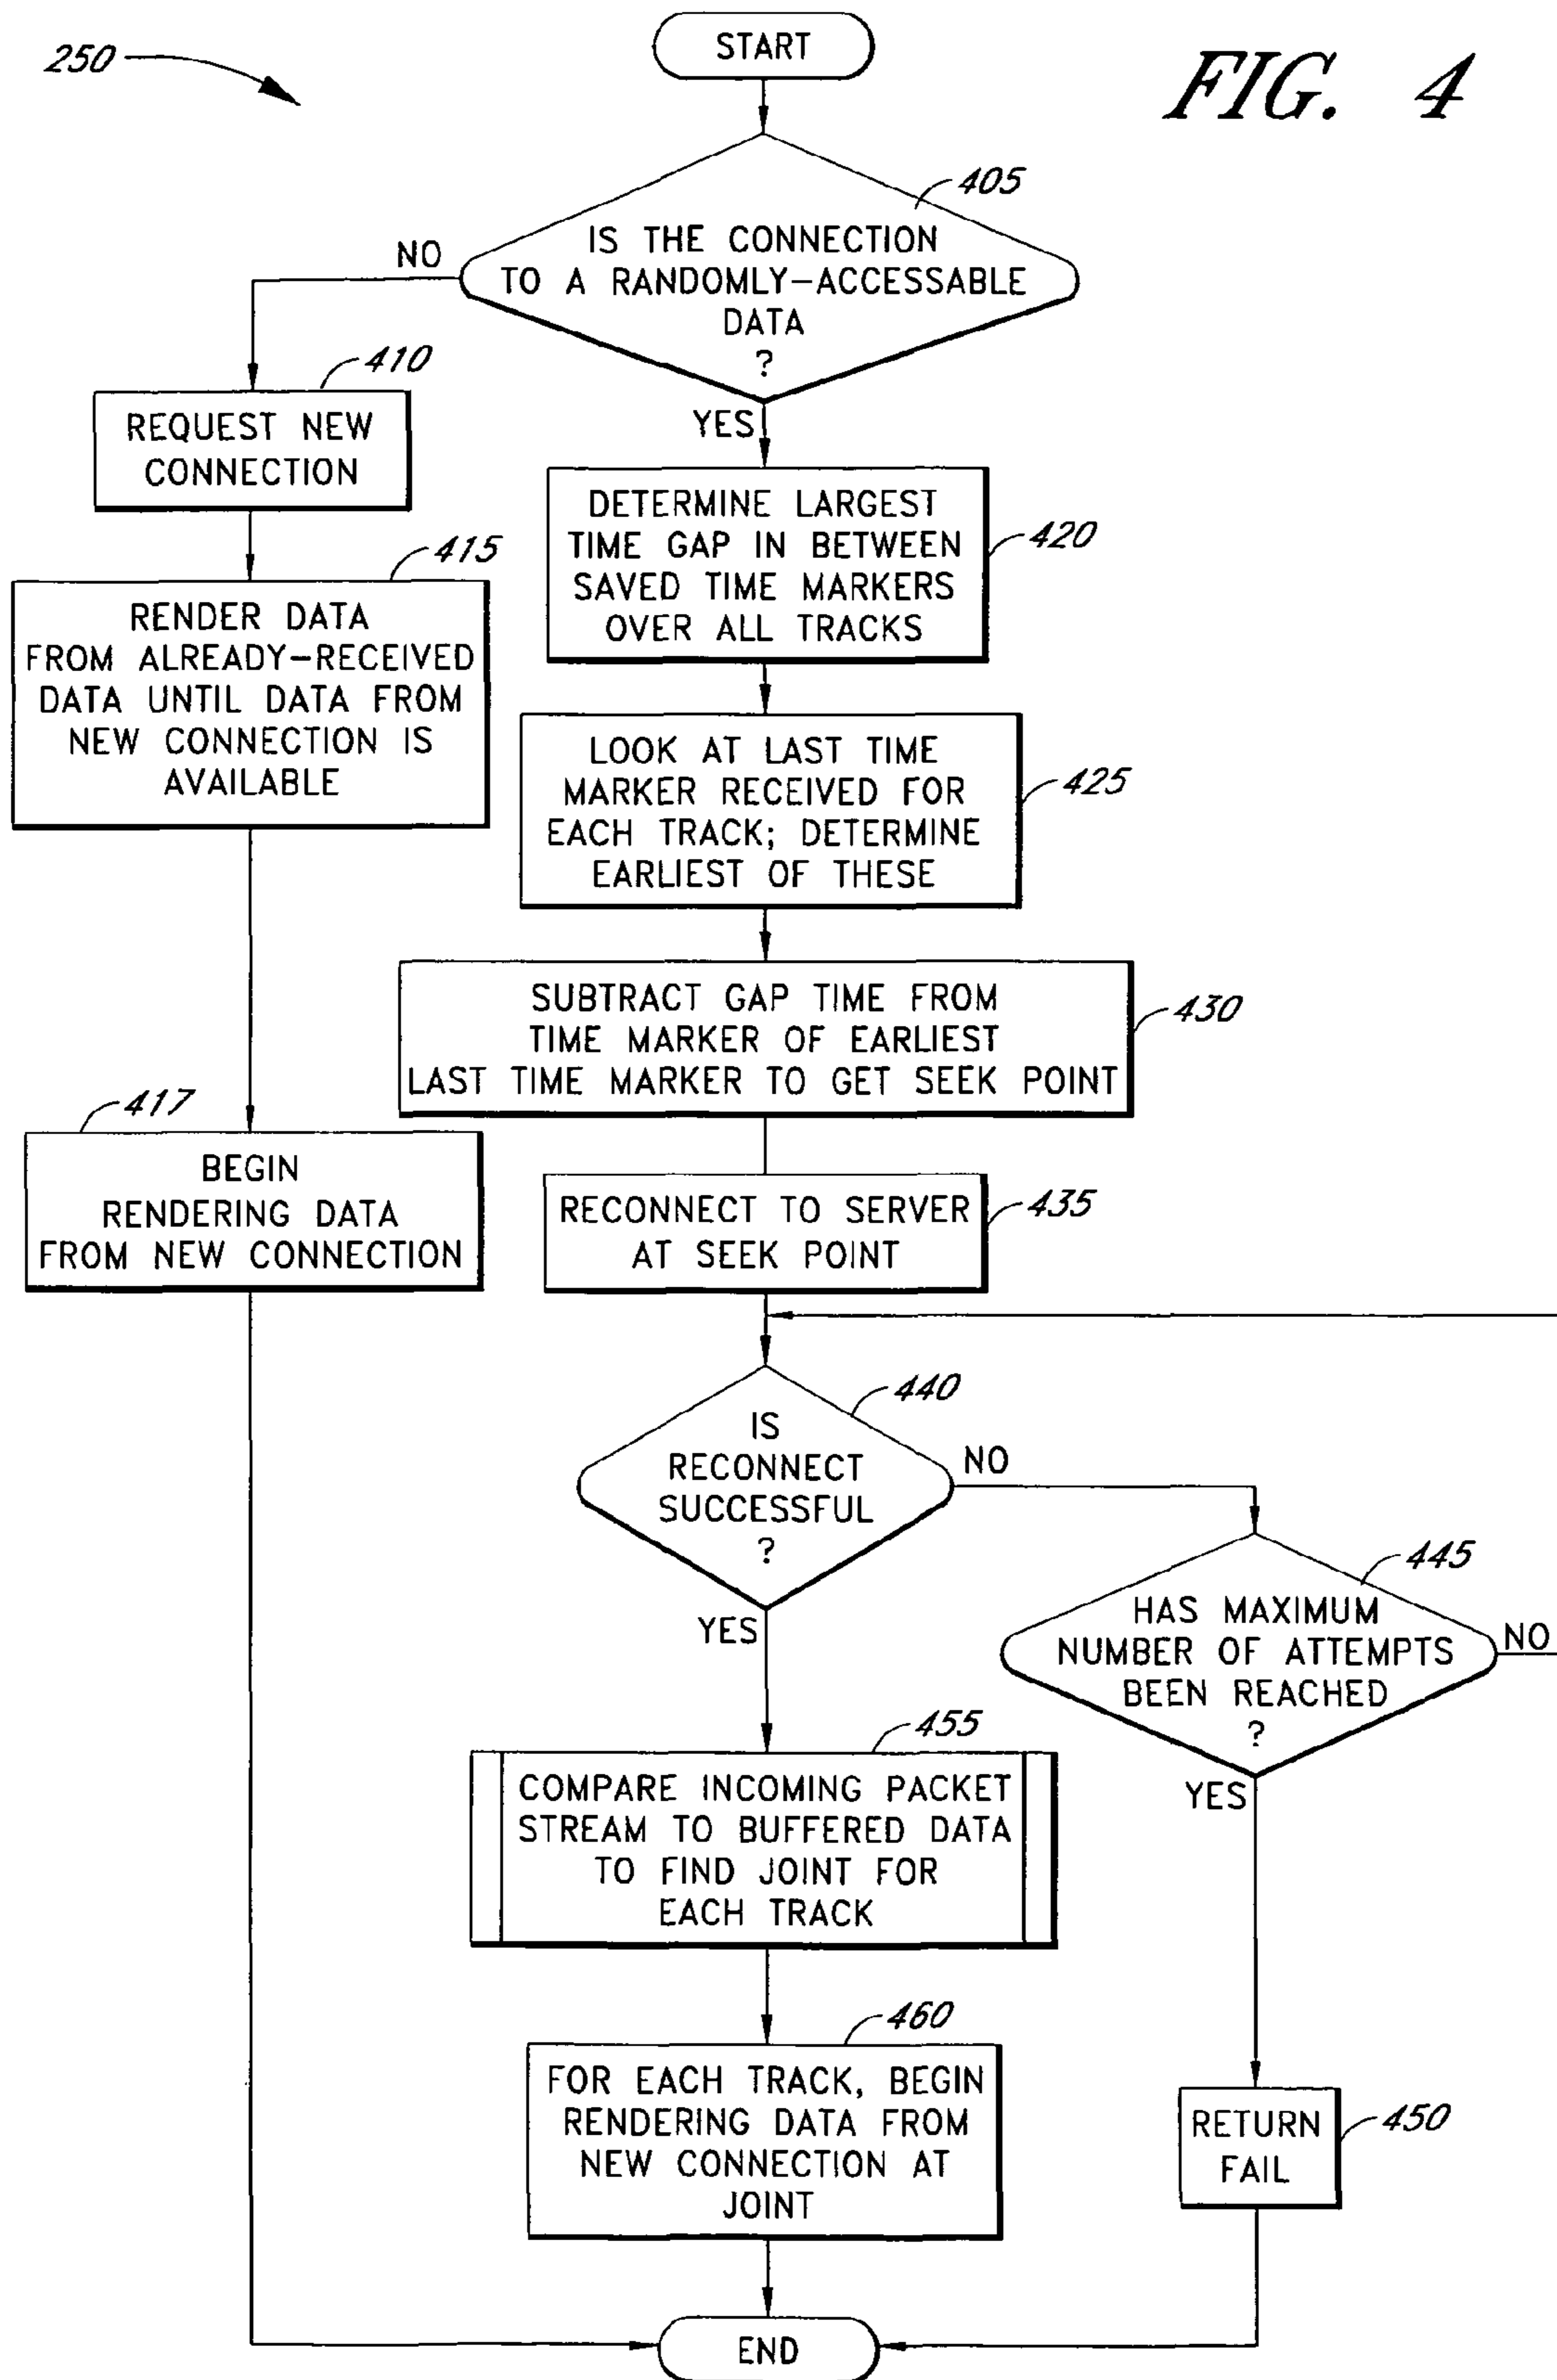 250
START
FIG. 4
405
IS THE CONNECTION
TO A RANDOMLY-ACCESSABLE
DATA
?
NO
YES
410
REQUEST NEW
CONNECTION
415
RENDER DATA
FROM ALREADY-RECEIVED
DATA UNTIL DATA FROM
NEW CONNECTION IS
AVAILABLE
417
BEGIN
RENDERING DATA
FROM NEW CONNECTION
DETERMINE LARGEST
TIME GAP IN BETWEEN
SAVED TIME MARKERS
OVER ALL TRACKS
420
LOOK AT LAST TIME
MARKER RECEIVED FOR
EACH TRACK; DETERMINE
EARLIEST OF THESE
425
SUBTRACT GAP TIME FROM
TIME MARKER OF EARLIEST
LAST TIME MARKER TO GET SEEK POINT
430
RECONNECT TO SERVER
AT SEEK POINT
435
440
IS
RECONNECT
SUCCESSFUL
?
NO
YES
445
HAS MAXIMUM
NUMBER OF ATTEMPTS
BEEN REACHED
?
NO
YES
455
COMPARE INCOMING PACKET
STREAM TO BUFFERED DATA
TO FIND JOINT FOR
EACH TRACK
460
FOR EACH TRACK, BEGIN
RENDERING DATA FROM
NEW CONNECTION AT
JOINT
RETURN
FAIL
450
END